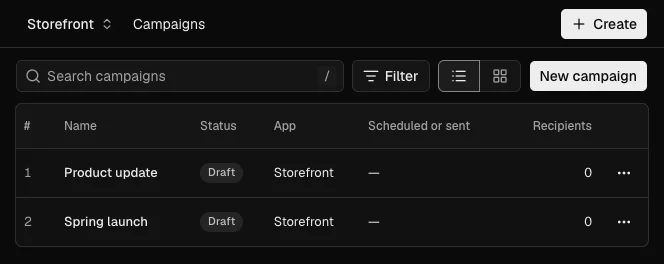 Storefront Campaigns + Create
Search campaigns / Filter New campaign
# Name Status App Scheduled or sent Recipients
1 Product update Draft Storefront — 0 ...
2 Spring launch Draft Storefront — 0 ...